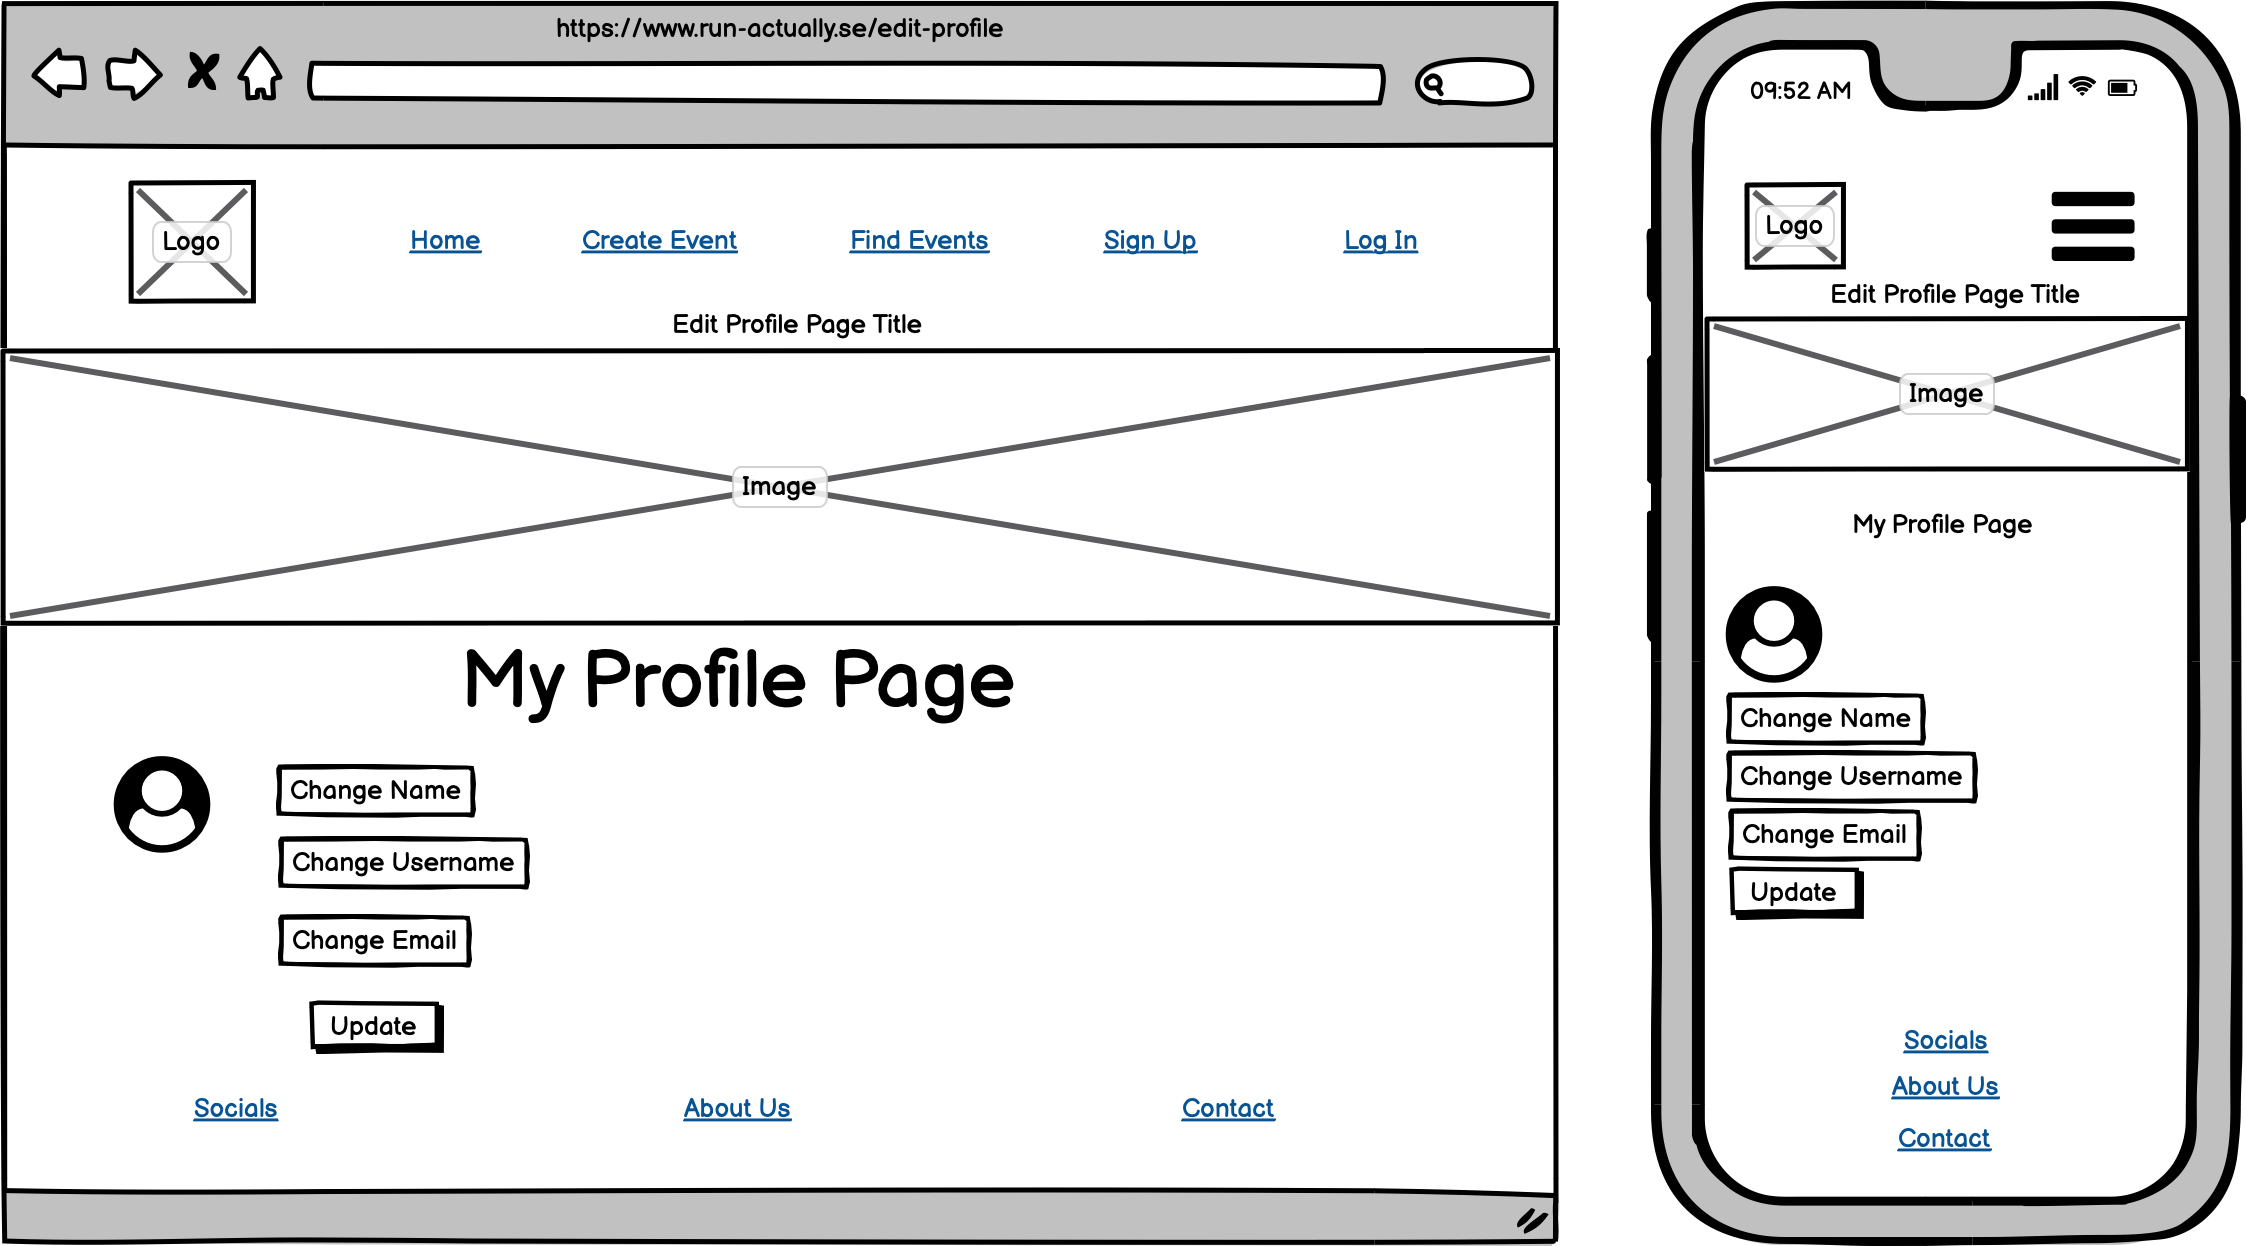 https://www.run-actually.se/edit-profile
Logo
Home Create Event Find Events Sign Up Log In
Edit Profile Page Title
Image
My Profile Page
Change Name
Change Username
Change Email
Update
Socials About Us Contact
09:52 AM
Logo
Edit Profile Page Title
Image
My Profile Page
Change Name
Change Username
Change Email
Update
Socials
About Us
Contact